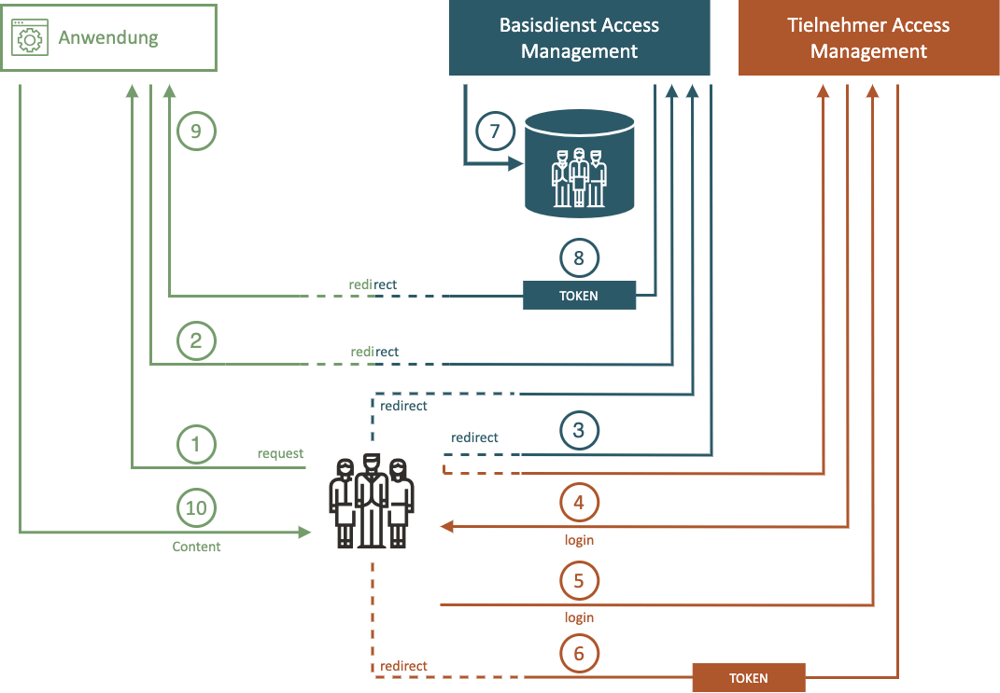 Anwendung
Basisdienst Access
Management
Tielnehmer Access
Management
9
7
8
redirect
TOKEN
2
redirect
redirect
3
redirect
1
request
4
login
10
Content
5
login
6
redirect
TOKEN